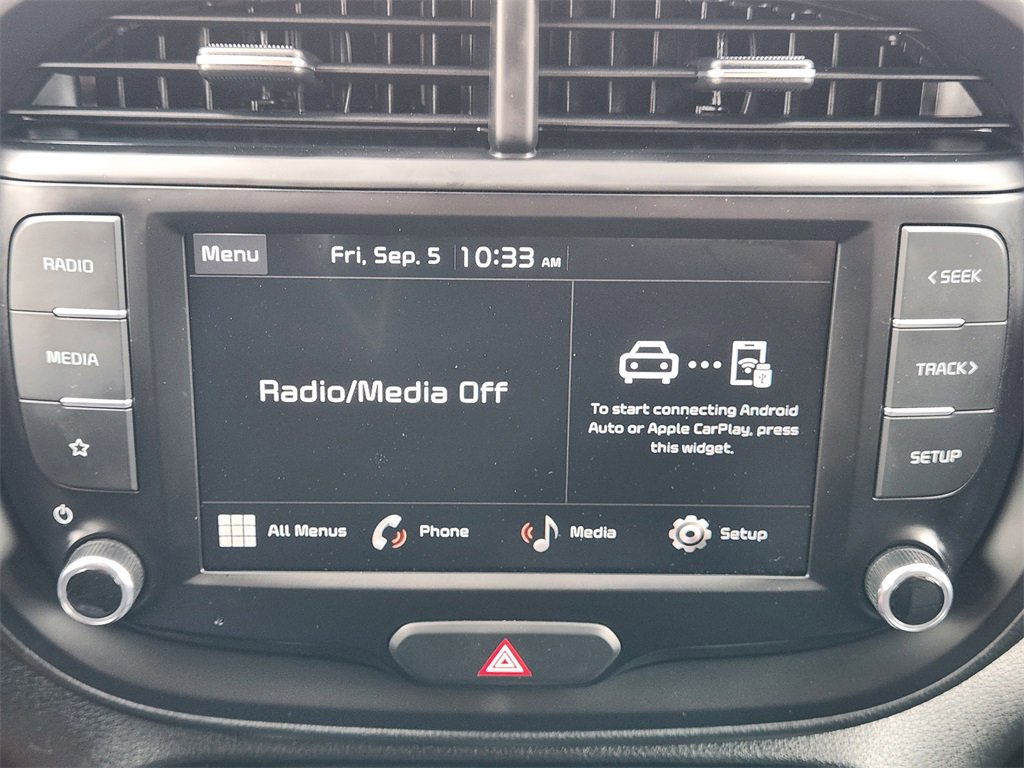 RADIO
MEDIA
Menu
Fri, Sep. 5
10:33 AM
Radio/Media Off
To start connecting Android
Auto or Apple CarPlay, press
this widget.
All Menus
Phone
Media
Setup
< SEEK
TRACK >
SETUP